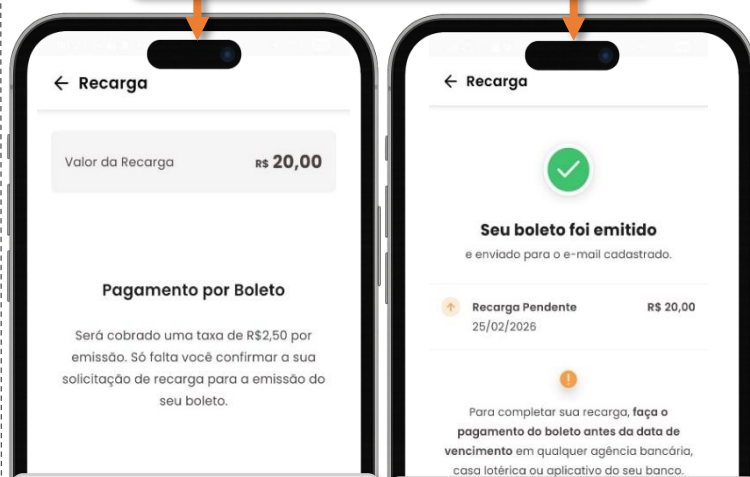 ← Recarga
Valor da Recarga R$ 20,00
Pagamento por Boleto
Será cobrado uma taxa de R$2,50 por
emissão. Só falta você confirmar a sua
solicitação de recarga para a emissão do
seu boleto.
← Recarga
Seu boleto foi emitido
e enviado para o e-mail cadastrado.
Recarga Pendente R$ 20,00
25/02/2026
Para completar sua recarga, faça o
pagamento do boleto antes da data de
vencimento em qualquer agência bancária,
casa lotérica ou aplicativo do seu banco.